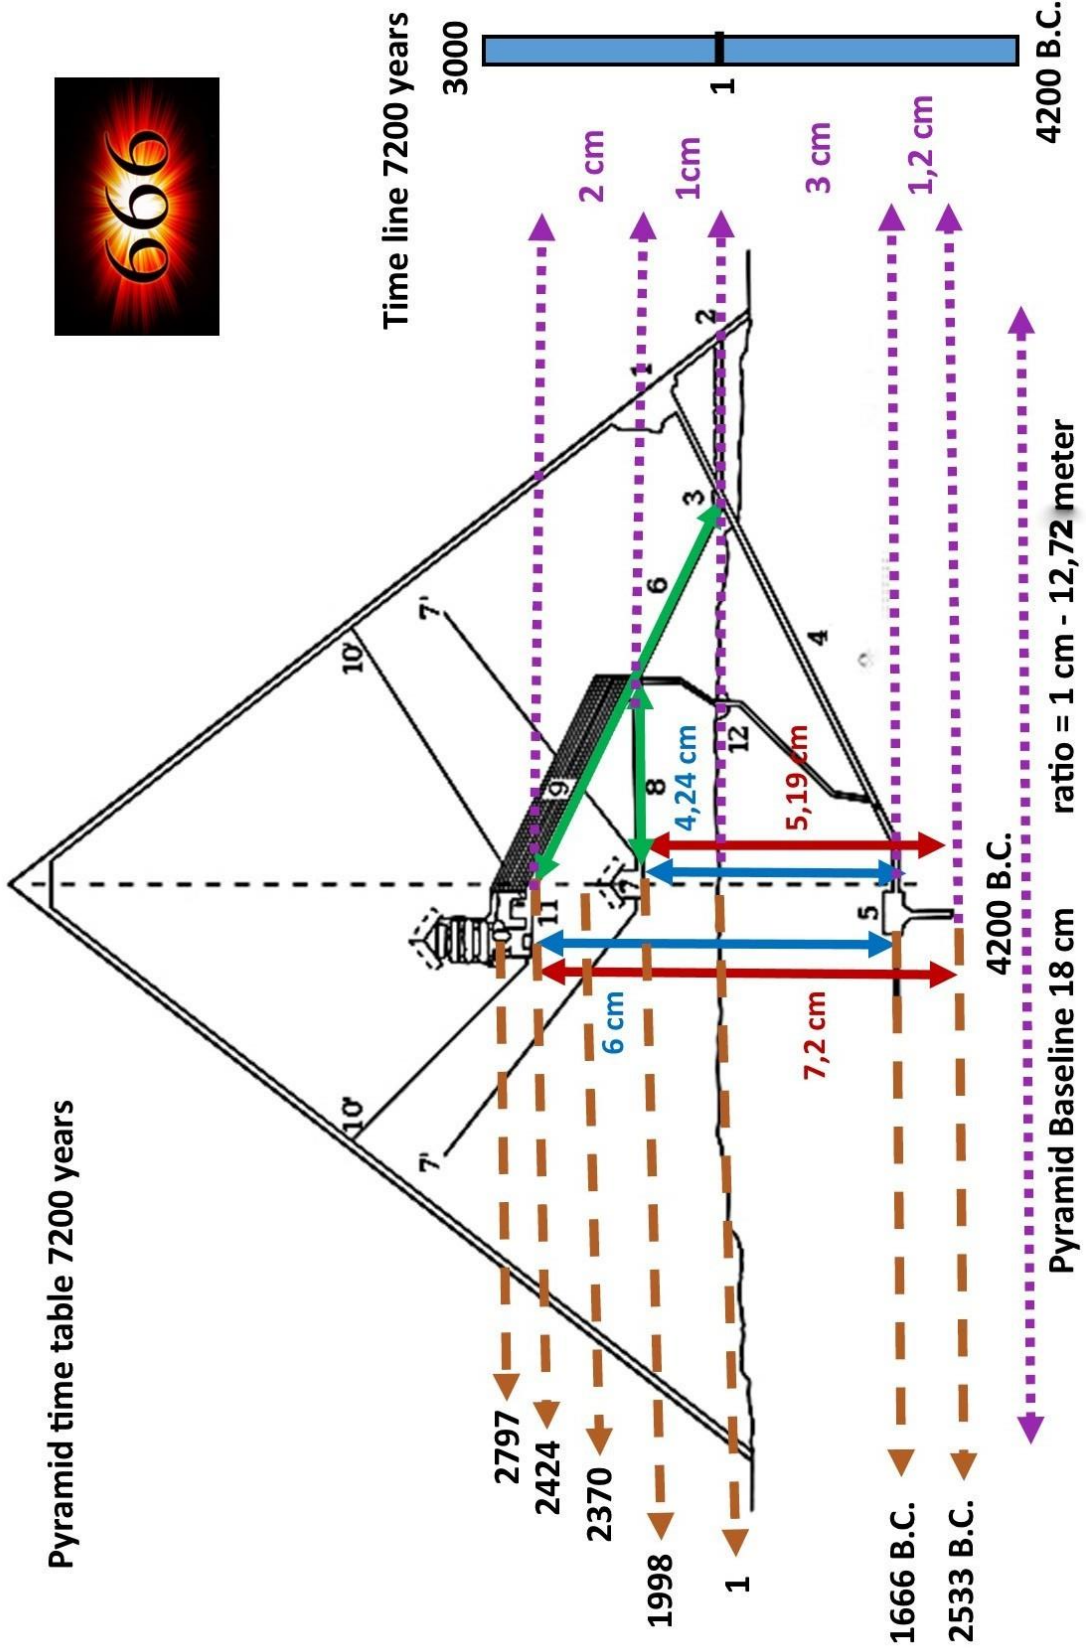 Pyramid time table 7200 years
666
Time line 7200 years
10'
10'
7'
7'
3000
2797
2424
2370
1998
1
1666 B.C.
2533 B.C.
11
9
7
8
6
1
3
2
12
4
5
6 cm
4,24 cm
7,2 cm
5,19 cm
2 cm
1cm
3 cm
1,2 cm
1
4200 B.C.
4200 B.C.
Pyramid Baseline 18 cm
ratio = 1 cm - 12,72 meter